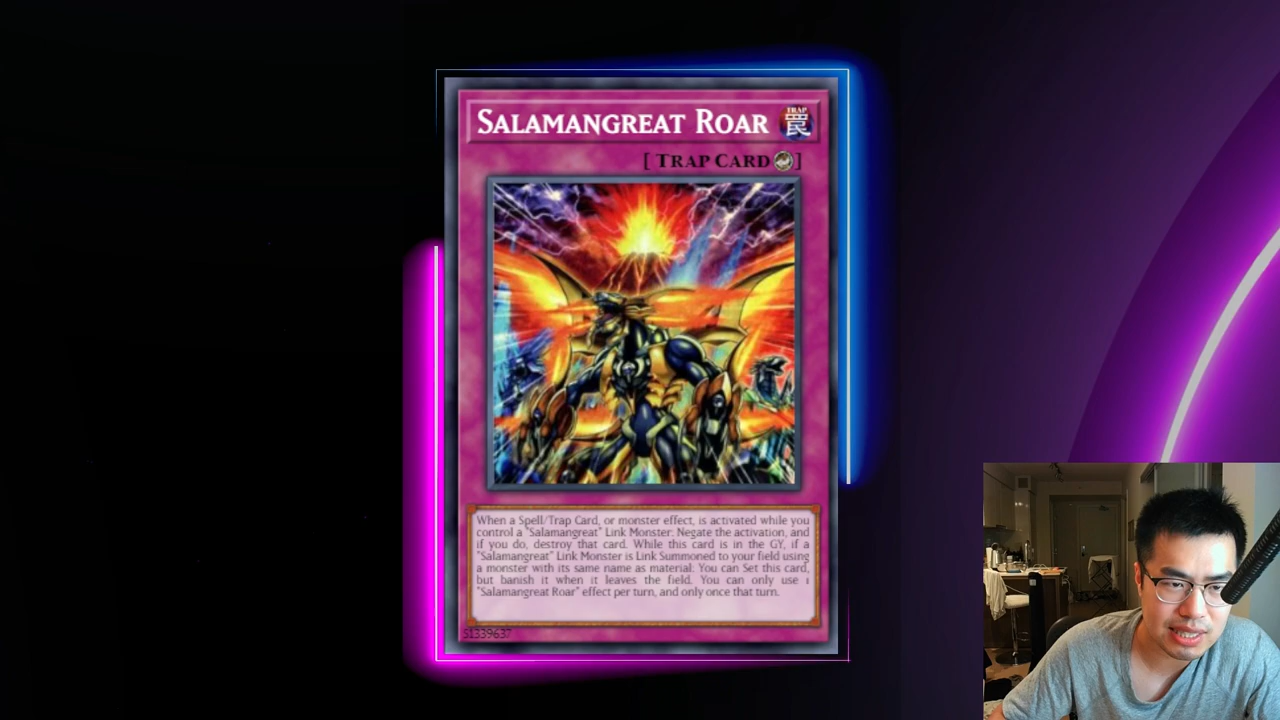 SALAMANGREAT ROAR
TRAP
罠
[ TRAP CARD ]
When a Spell/Trap Card, or monster effect, is activated while you
control a "Salamangreat" Link Monster: Negate the activation, and
if you do, destroy that card. While this card is in the GY, if a
"Salamangreat" Link Monster is Link Summoned to your field using
a monster with its same name as material: You can Set this card,
but banish it when it leaves the field. You can only use 1
"Salamangreat Roar" effect per turn, and only once that turn.
51339637